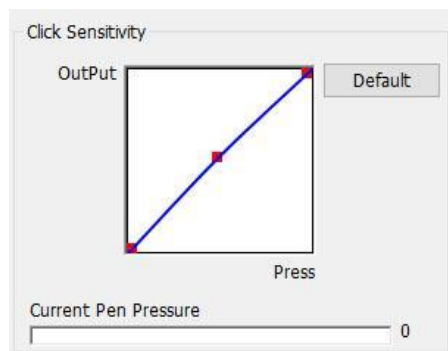 Click Sensitivity
OutPut
Default
Press
Current Pen Pressure
0